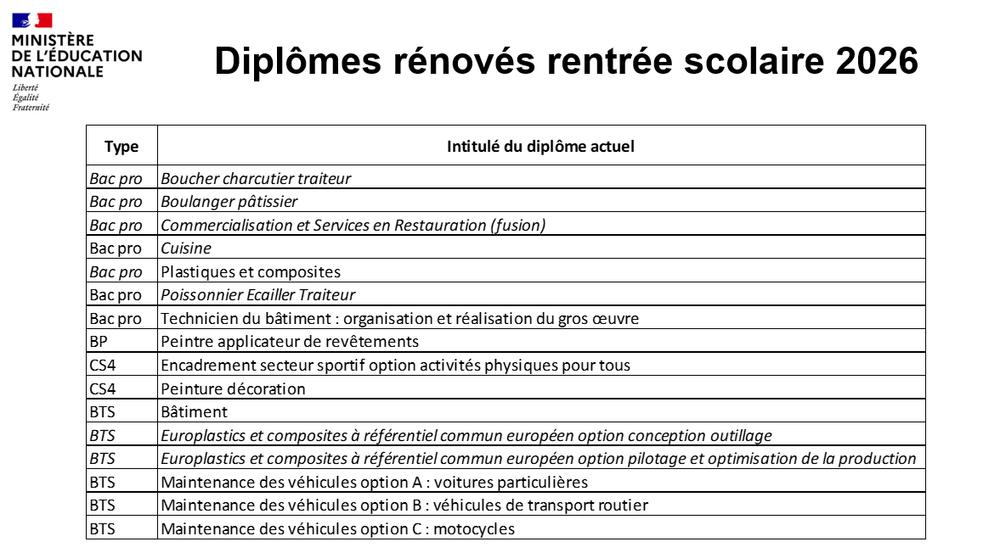 MINISTÈRE
DE L'ÉDUCATION
NATIONALE
Liberté
Égalité
Fraternité
Diplômes rénovés rentrée scolaire 2026
Type Intitulé du diplôme actuel
Bac pro Boucher charcutier traiteur
Bac pro Boulanger pâtissier
Bac pro Commercialisation et Services en Restauration (fusion)
Bac pro Cuisine
Bac pro Plastiques et composites
Bac pro Poissonnier Ecailler Traiteur
Bac pro Technicien du bâtiment : organisation et réalisation du gros œuvre
BP Peintre applicateur de revêtements
CS4 Encadrement secteur sportif option activités physiques pour tous
CS4 Peinture décoration
BTS Bâtiment
BTS Europlastics et composites à référentiel commun européen option conception outillage
BTS Europlastics et composites à référentiel commun européen option pilotage et optimisation de la production
BTS Maintenance des véhicules option A : voitures particulières
BTS Maintenance des véhicules option B : véhicules de transport routier
BTS Maintenance des véhicules option C : motocycles